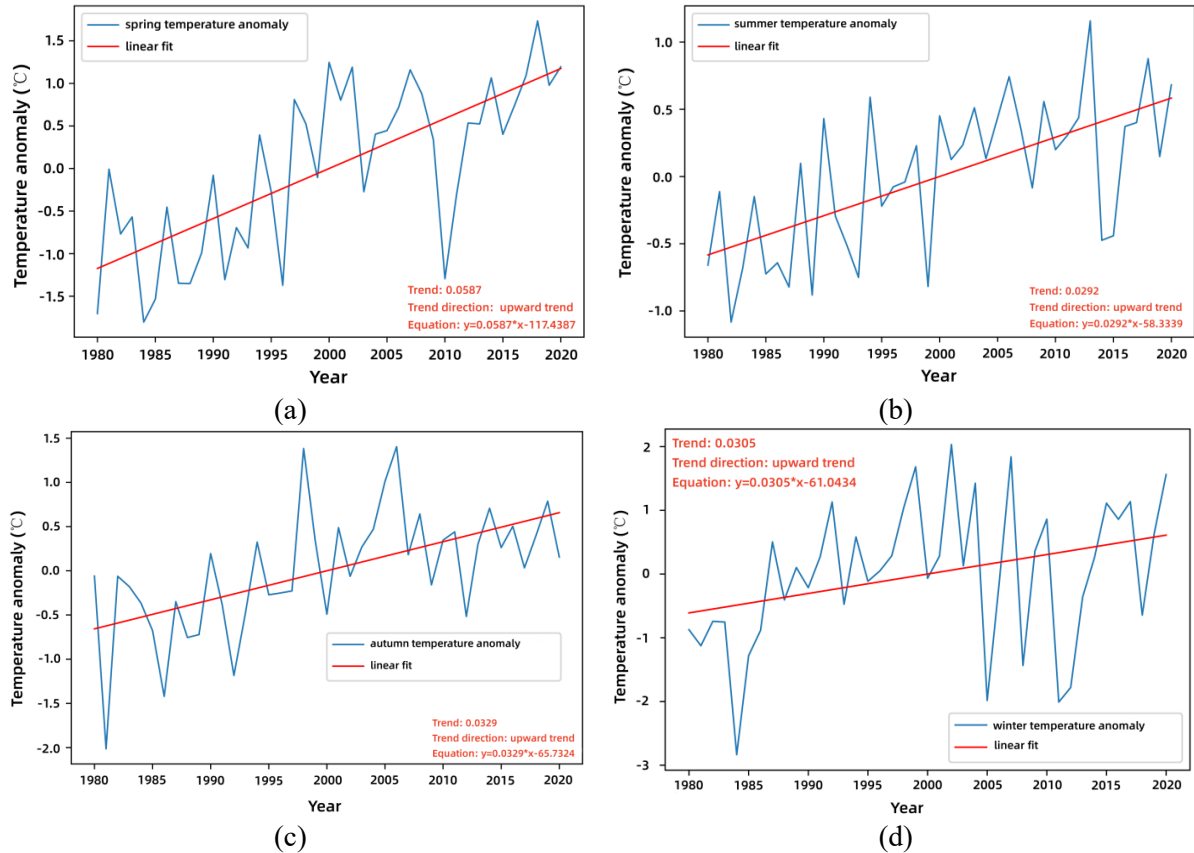 spring temperature anomaly
linear fit
Temperature anomaly (℃)
1.5
1.0
0.5
0.0
-0.5
-1.0
-1.5
Trend: 0.0587
Trend direction: upward trend
Equation: y=0.0587*x-117.4387
1980 1985 1990 1995 2000 2005 2010 2015 2020
Year
(a)
summer temperature anomaly
linear fit
Temperature anomaly (℃)
1.0
0.5
0.0
-0.5
-1.0
Trend: 0.0292
Trend direction: upward trend
Equation: y=0.0292*x-58.3339
1980 1985 1990 1995 2000 2005 2010 2015 2020
Year
(b)
Temperature anomaly (℃)
1.5
1.0
0.5
0.0
-0.5
-1.0
-1.5
-2.0
autumn temperature anomaly
linear fit
Trend: 0.0329
Trend direction: upward trend
Equation: y=0.0329*x-65.7324
1980 1985 1990 1995 2000 2005 2010 2015 2020
Year
(c)
Trend: 0.0305
Trend direction: upward trend
Equation: y=0.0305*x-61.0434
Temperature anomaly (℃)
2
1
0
-1
-2
-3
winter temperature anomaly
linear fit
1980 1985 1990 1995 2000 2005 2010 2015 2020
Year
(d)